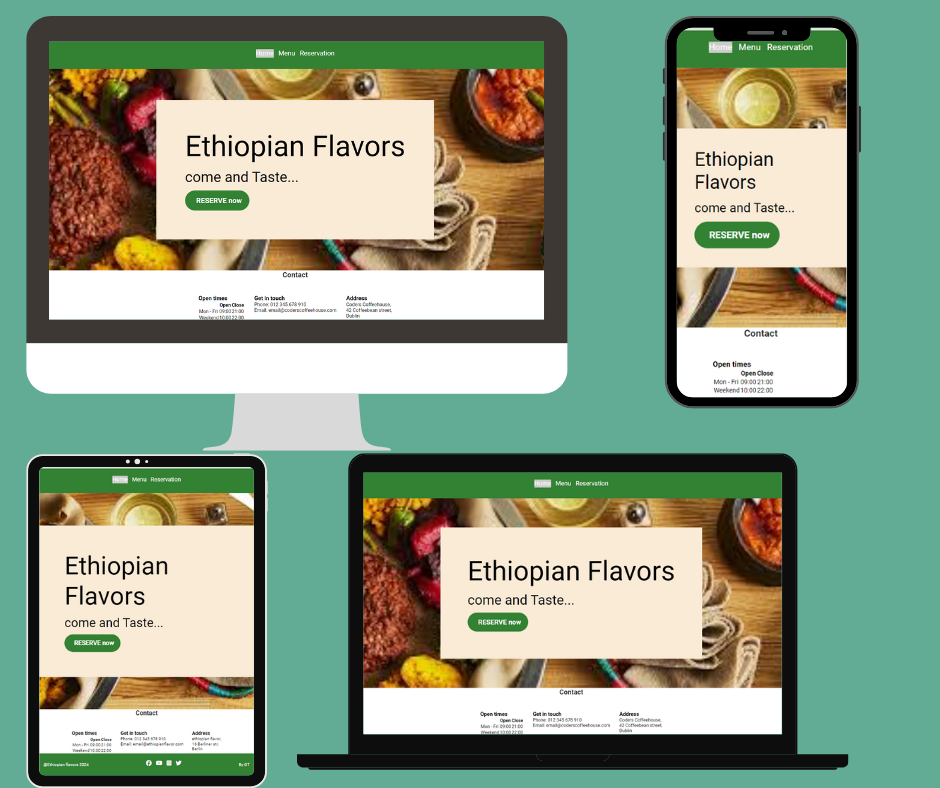 Home Menu Reservation
Ethiopian Flavors
come and Taste...
RESERVE now
Contact
Open times
Open Close
Mon - Fri 09:00 21:00
Weekend 10:00 22:00
Get in touch
Phone: 012 345 678 910
Email: email@coderscoffeehouse.com
Address
Coders Coffeehouse,
42 Coffeebean street,
Dublin
Home Menu Reservation
Ethiopian
Flavors
come and Taste...
RESERVE now
Contact
Open times
Open Close
Mon - Fri 09:00 21:00
Weekend 10:00 22:00
Home Menu Reservation
Ethiopian
Flavors
come and Taste...
RESERVE now
Contact
Open times
Open Close
Mon - Fri 09:00 21:00
Weekend 10:00 22:00
Get in touch
Phone: 012 345 678 910
Email: email@ethiopianflavor.com
Address
ethiopian flavor,
Berlin
@Ethiopian flavors 2024
By GT
Home Menu Reservation
Ethiopian Flavors
come and Taste...
RESERVE now
Contact
Open times
Open Close
Mon - Fri 09:00 21:00
Weekend 10:00 22:00
Get in touch
Phone: 012 345 678 910
Email: email@coderscoffeehouse.com
Address
Coders Coffeehouse,
42 Coffeebean street,
Dublin